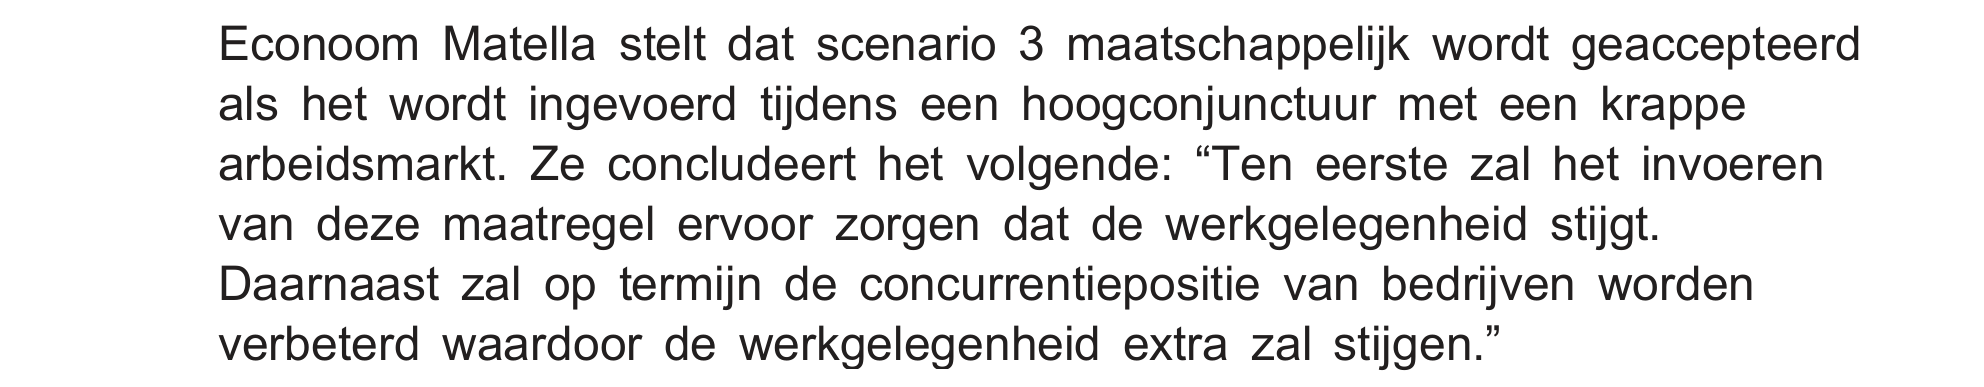 Econoom Matella stelt dat scenario 3 maatschappelijk wordt geaccepteerd
als het wordt ingevoerd tijdens een hoogconjunctuur met een krappe
arbeidsmarkt. Ze concludeert het volgende: “Ten eerste zal het invoeren
van deze maatregel ervoor zorgen dat de werkgelegenheid stijgt.
Daarnaast zal op termijn de concurrentiepositie van bedrijven worden
verbeterd waardoor de werkgelegenheid extra zal stijgen.”